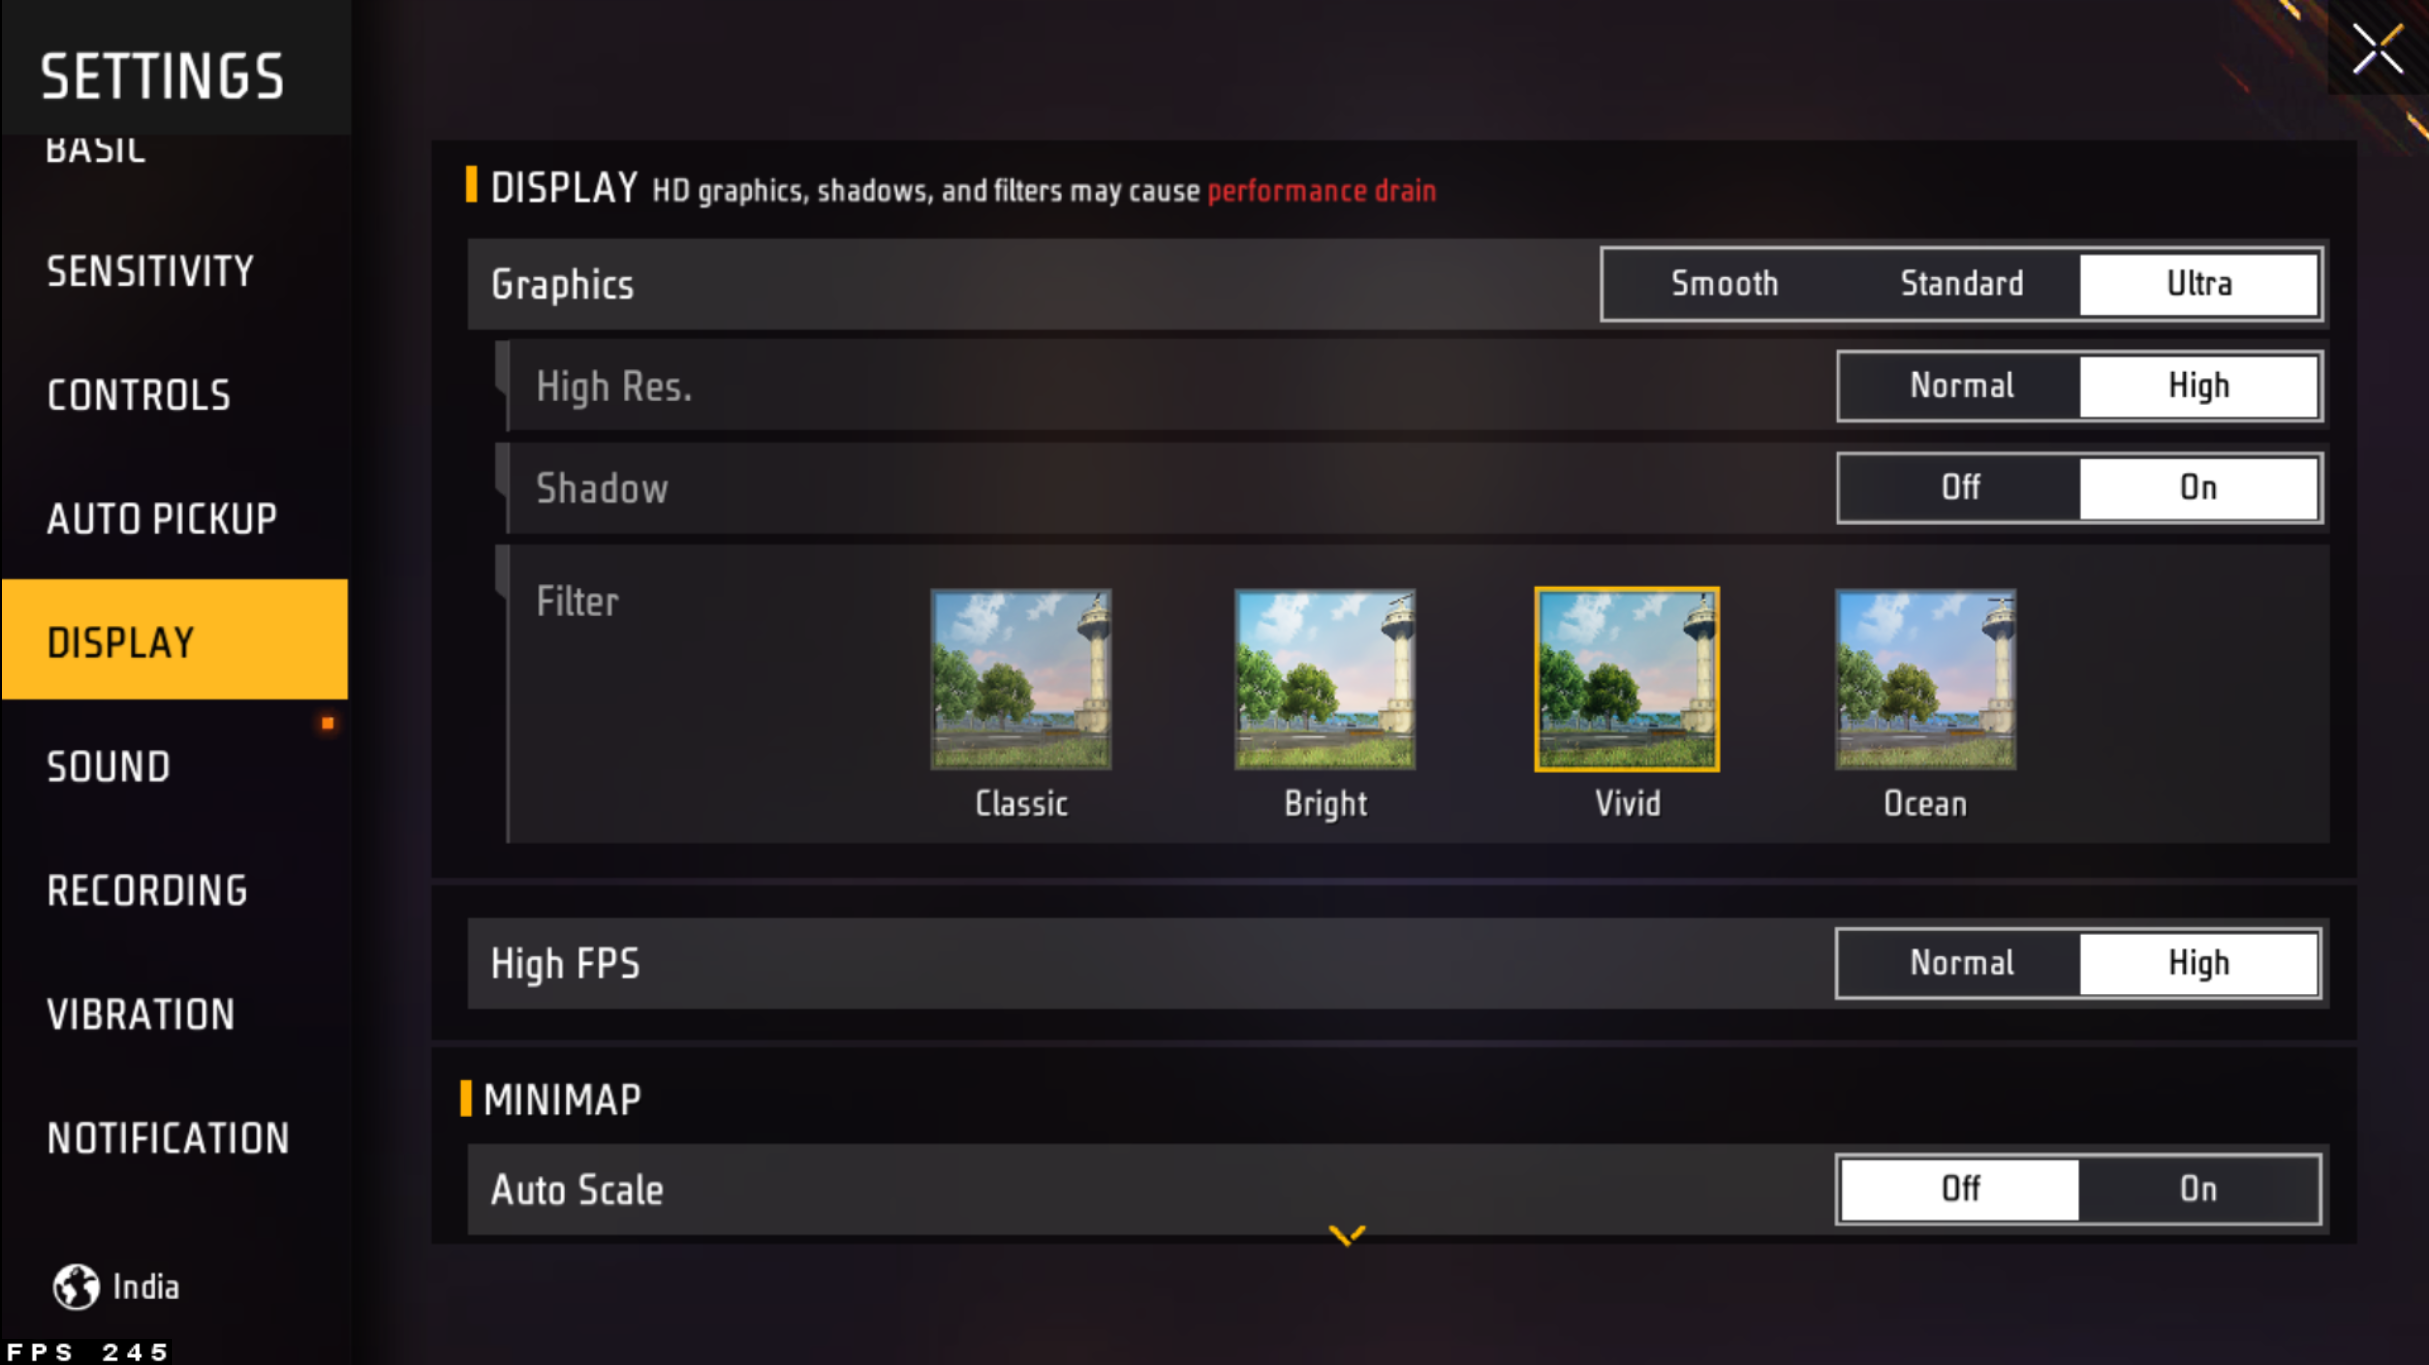 SETTINGS
BASIC
SENSITIVITY
CONTROLS
AUTO PICKUP
DISPLAY
SOUND
RECORDING
VIBRATION
NOTIFICATION
India
FPS 245
DISPLAY HD graphics, shadows, and filters may cause performance drain
Graphics Smooth Standard Ultra
High Res. Normal High
Shadow Off On
Filter
Classic Bright Vivid Ocean
High FPS Normal High
MINIMAP
Auto Scale Off On